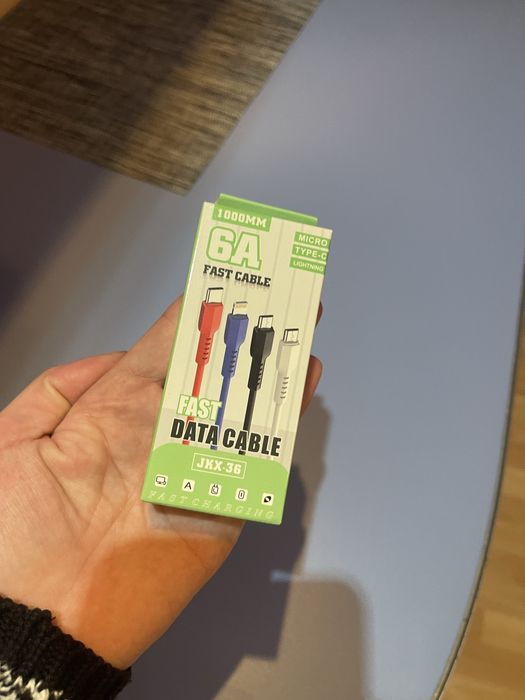 1000MM
6A
FAST CABLE
MICRO
TYPE-C
LIGHTNING
FAST
DATA CABLE
JKX-36
A
FAST CHARGING